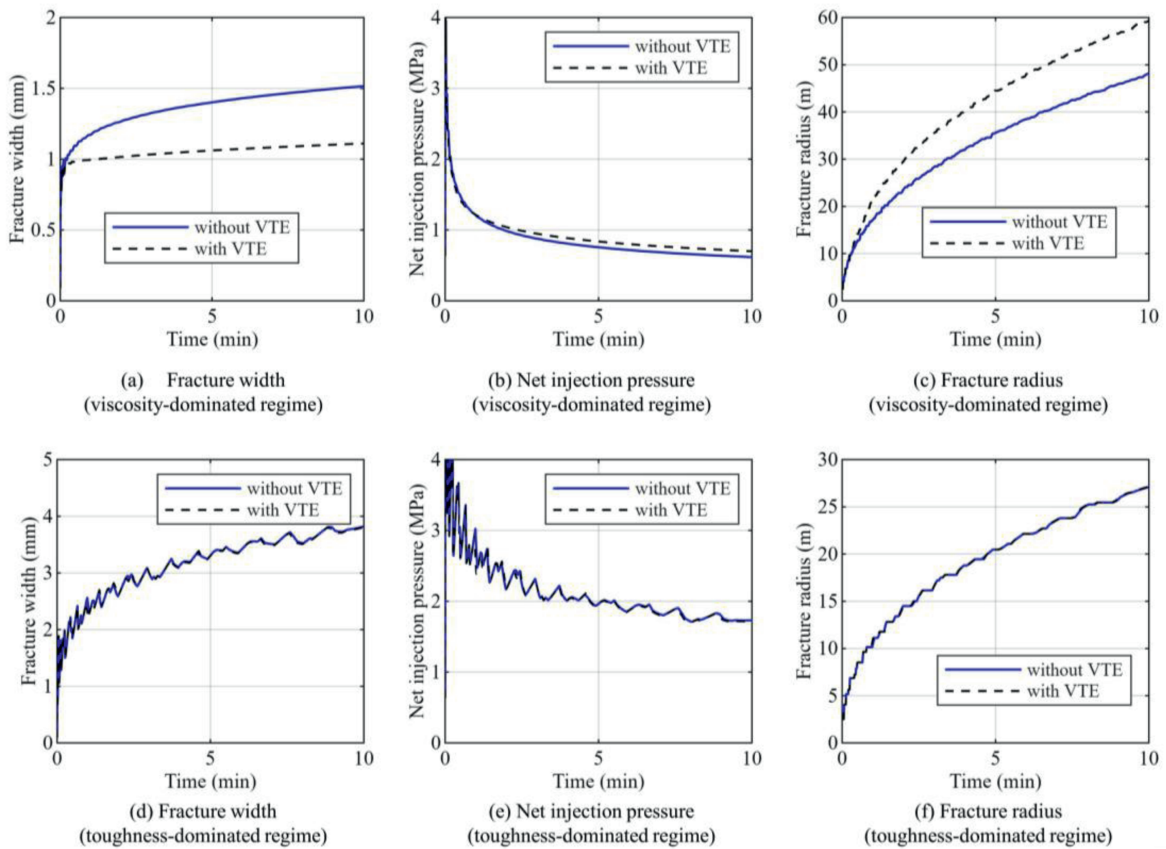 2
1.5
1
0.5
0
Fracture width (mm)
without VTE
with VTE
0
5
10
Time (min)
(a) Fracture width
(viscosity-dominated regime)
4
3
2
1
0
Net injection pressure (MPa)
without VTE
with VTE
0
5
10
Time (min)
(b) Net injection pressure
(viscosity-dominated regime)
60
50
40
30
20
10
0
Fracture radius (m)
without VTE
with VTE
0
5
10
Time (min)
(c) Fracture radius
(viscosity-dominated regime)
5
4
3
2
1
0
Fracture width (mm)
without VTE
with VTE
0
5
10
Time (min)
(d) Fracture width
(toughness-dominated regime)
4
3
2
1
0
Net injection pressure (MPa)
without VTE
with VTE
0
5
10
Time (min)
(e) Net injection pressure
(toughness-dominated regime)
30
25
20
15
10
5
0
Fracture radius (m)
without VTE
with VTE
0
5
10
Time (min)
(f) Fracture radius
(toughness-dominated regime)